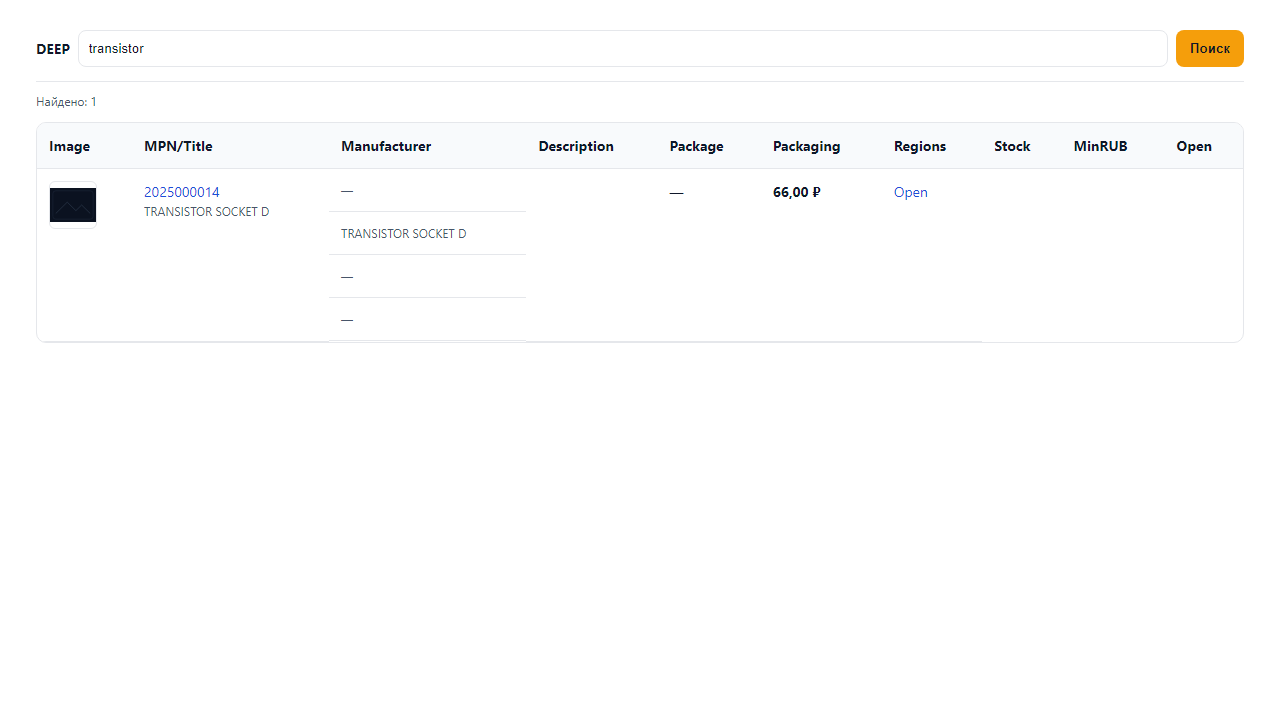 DEEP transistor Поиск
Найдено: 1
Image MPN/Title Manufacturer Description Package Packaging Regions Stock MinRUB Open
2025000014 — — 66,00 ₽ Open
TRANSISTOR SOCKET D
TRANSISTOR SOCKET D
—
—